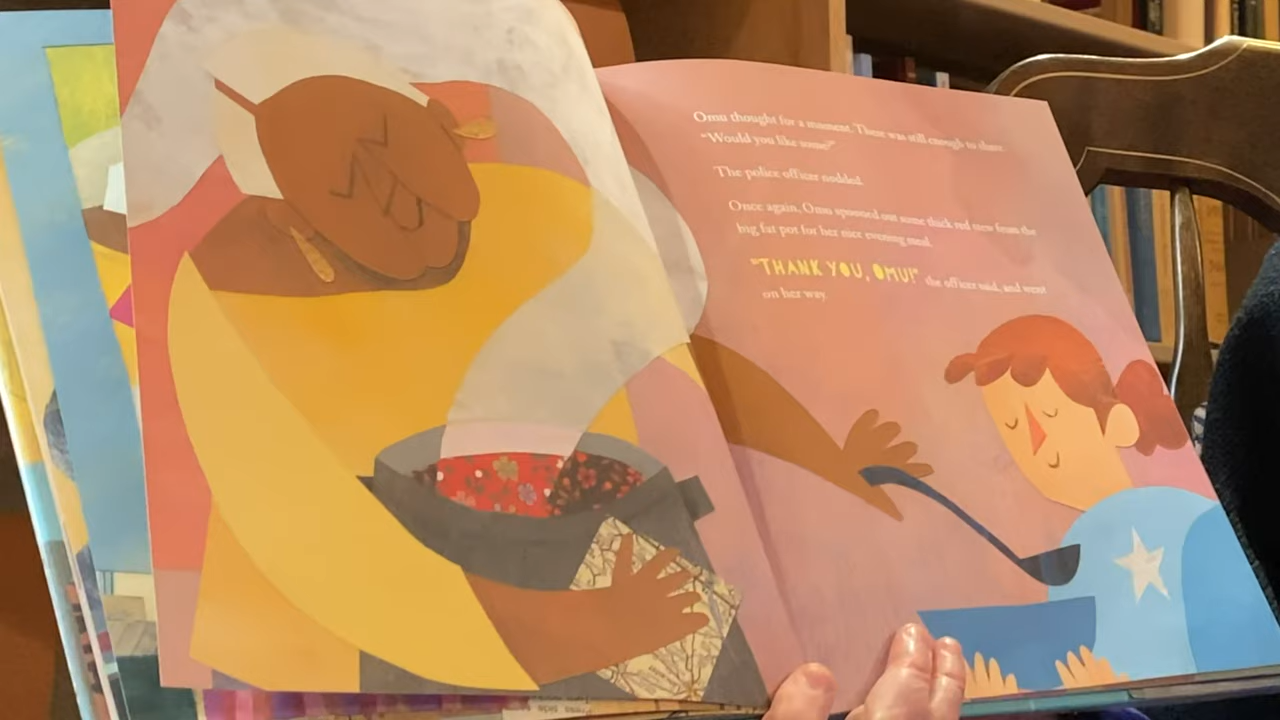 Omu thought for a moment. There was still enough to share.
"Would you like some?"
The police officer nodded.
Once again, Omu spooned out some thick red stew from the
big fat pot for her nice evening meal.
"THANK YOU, OMU!" the officer said, and went
on her way.